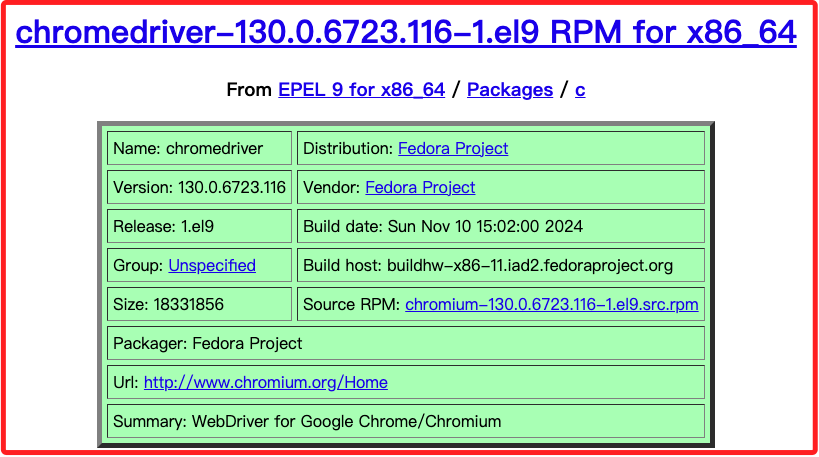 chromedriver-130.0.6723.116-1.el9 RPM for x86_64
From EPEL 9 for x86_64 / Packages / c
Name: chromedriver Distribution: Fedora Project
Version: 130.0.6723.116 Vendor: Fedora Project
Release: 1.el9 Build date: Sun Nov 10 15:02:00 2024
Group: Unspecified Build host: buildhw-x86-11.iad2.fedoraproject.org
Size: 18331856 Source RPM: chromium-130.0.6723.116-1.el9.src.rpm
Packager: Fedora Project
Url: http://www.chromium.org/Home
Summary: WebDriver for Google Chrome/Chromium